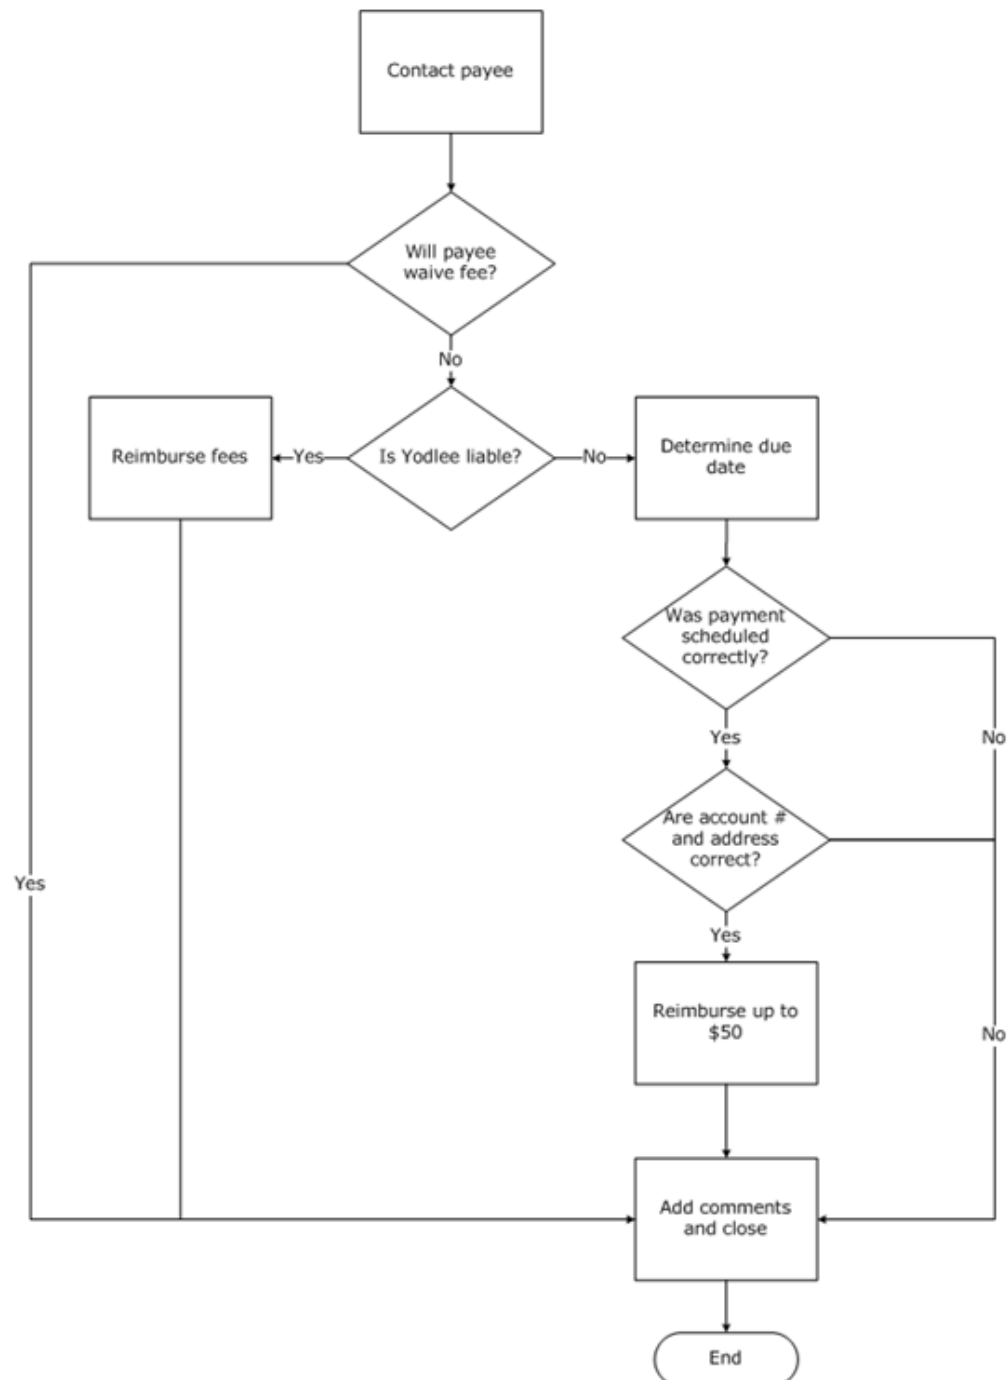 Contact payee
Will payee
waive fee?
No
Reimburse fees
Yes
Is Yodlee liable?
No
Determine due
date
Was payment
scheduled
correctly?
Yes
No
Are account #
and address
correct?
Yes
Yes
Reimburse up to
$50
No
Add comments
and close
End